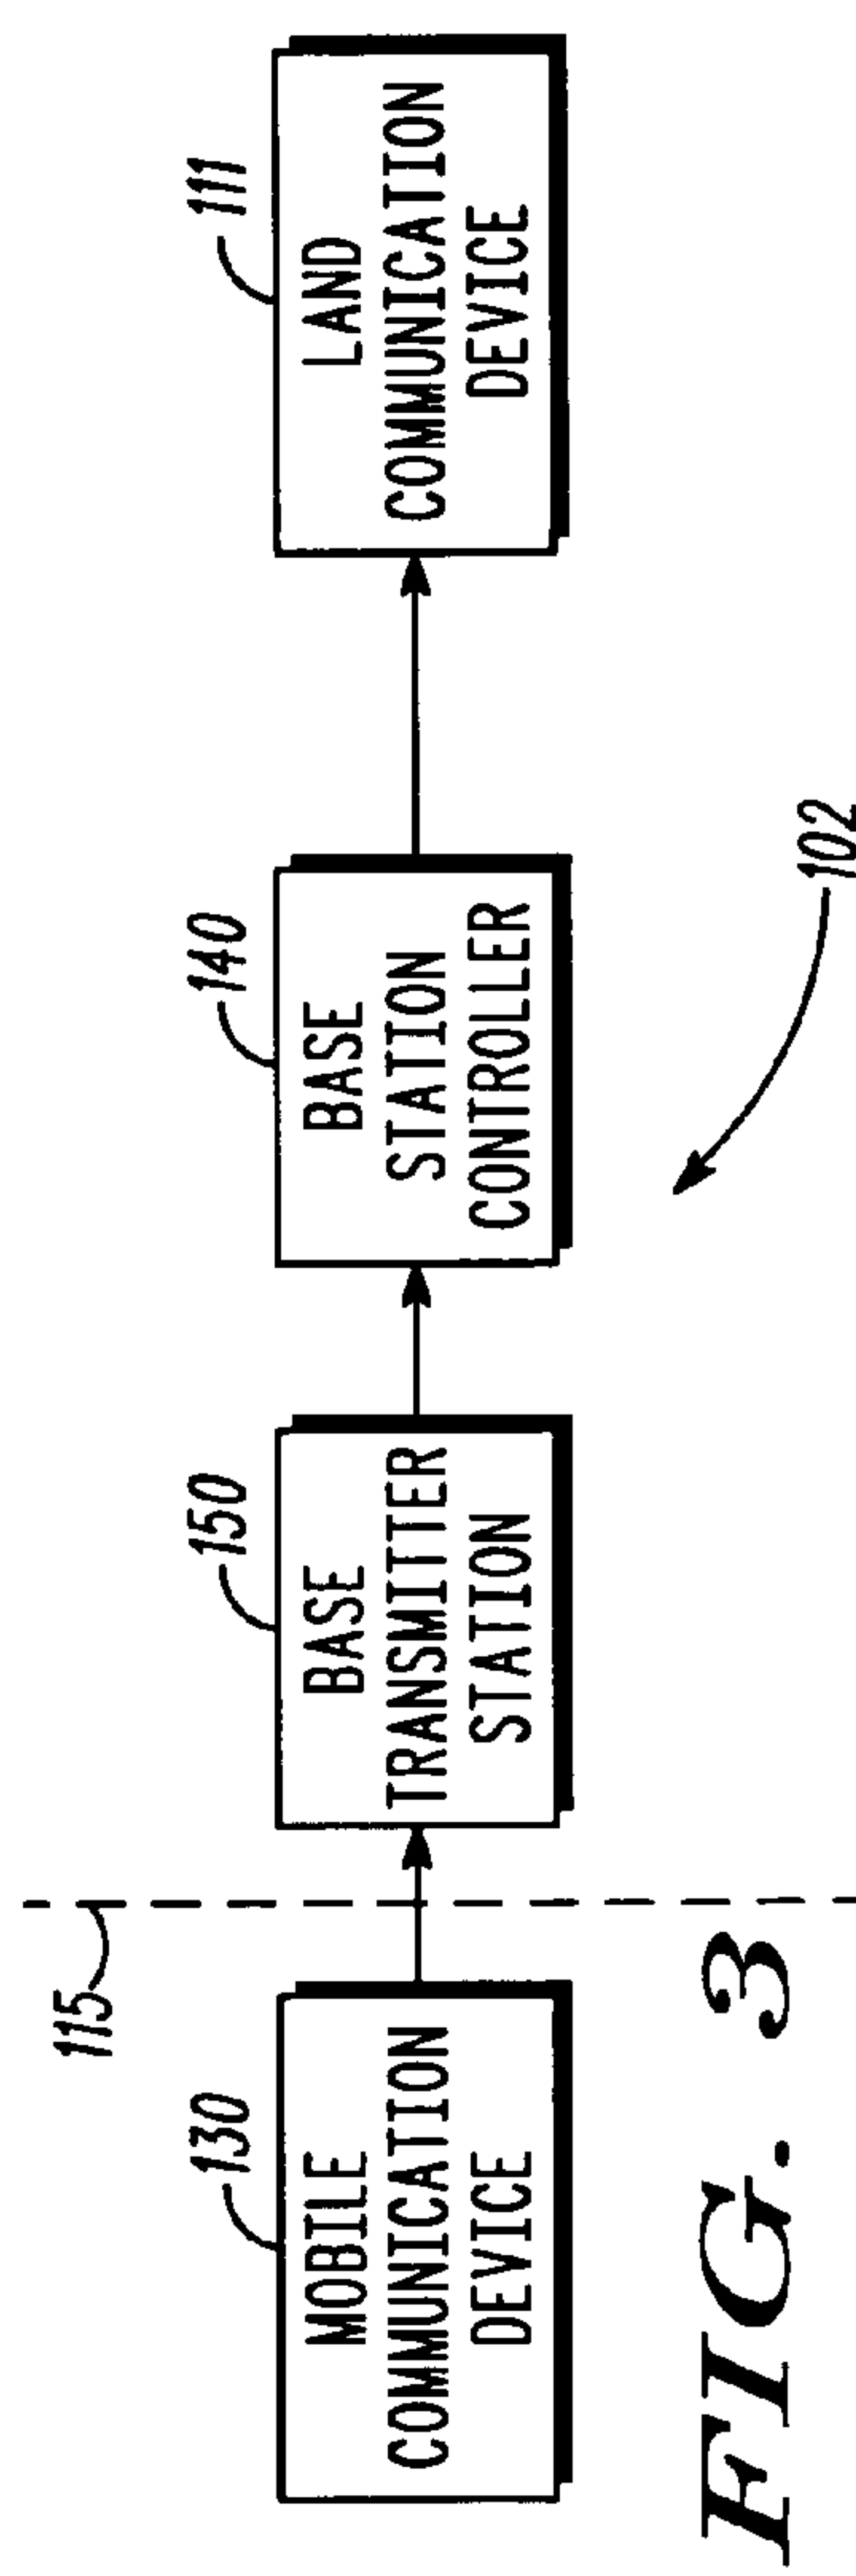 115
130
MOBILE
COMMUNICATION
DEVICE
150
BASE
TRANSMITTER
STATION
140
BASE
STATION
CONTROLLER
111
LAND
COMMUNICATION
DEVICE
102
FIG. 3